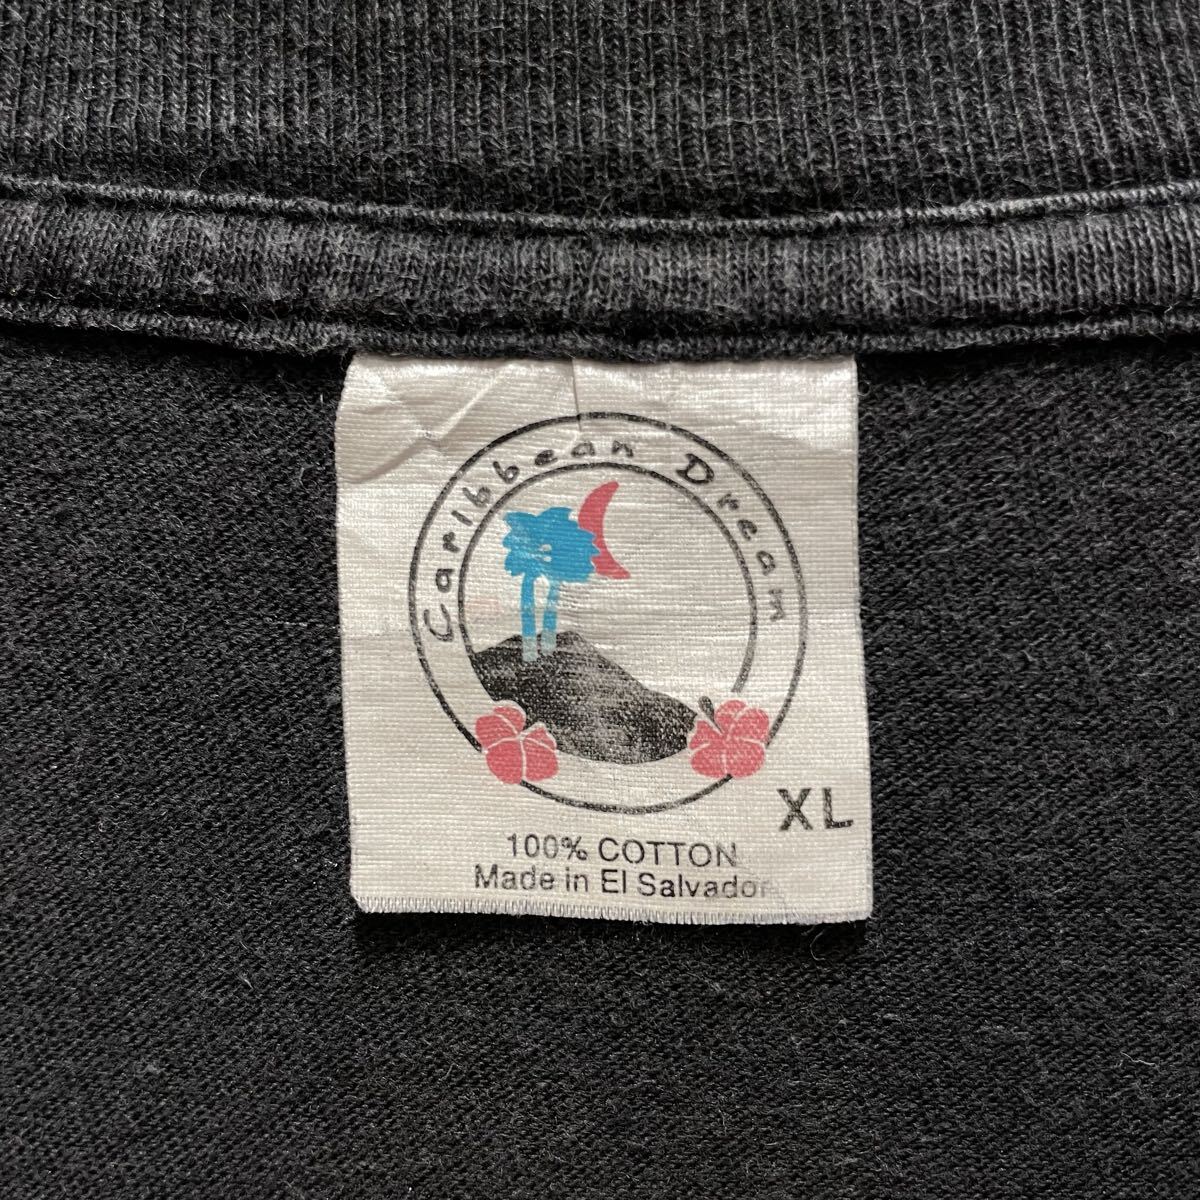 Caribbean Dream
XL
100% COTTON
Made in El Salvador